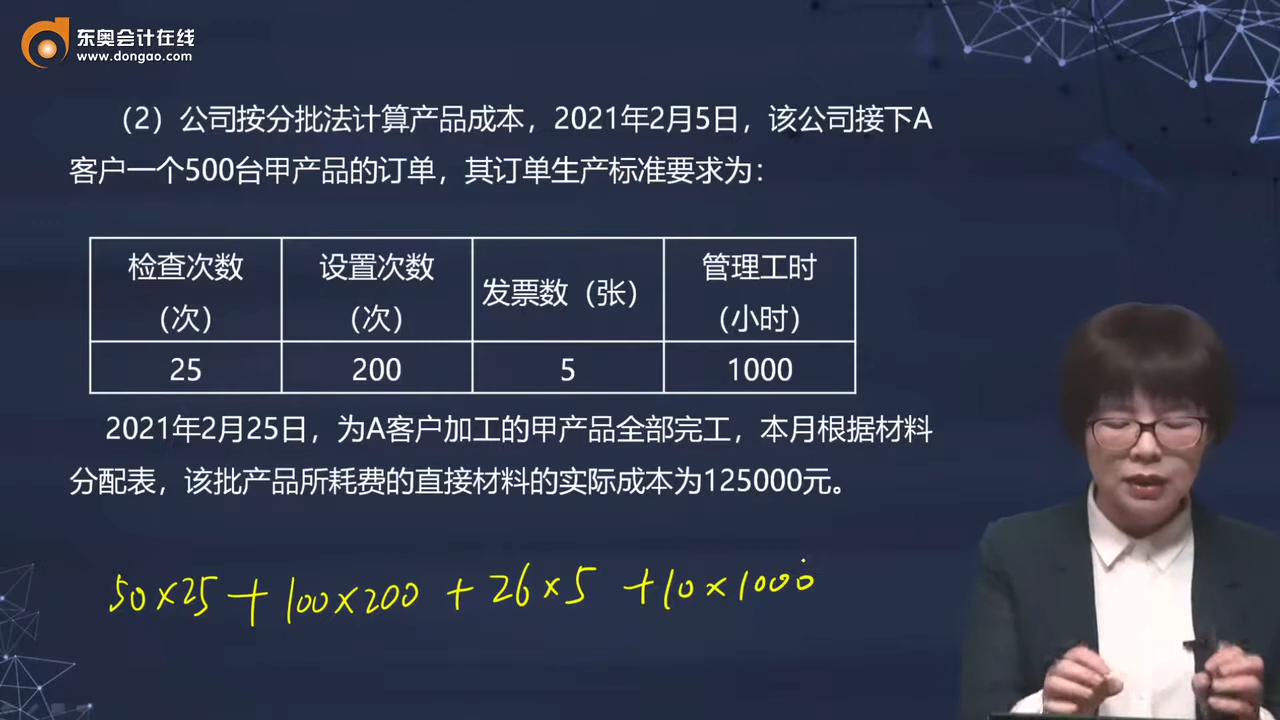 东奥会计在线
www.dongao.com
（2）公司按分批法计算产品成本，2021年2月5日，该公司接下A
客户一个500台甲产品的订单，其订单生产标准要求为：
检查次数
（次）
设置次数
（次）
发票数（张）
管理工时
（小时）
25
200
5
1000
2021年2月25日，为A客户加工的甲产品全部完工，本月根据材料
分配表，该批产品所耗费的直接材料的实际成本为125000元。
50×25+100×200+26×5+10×1000